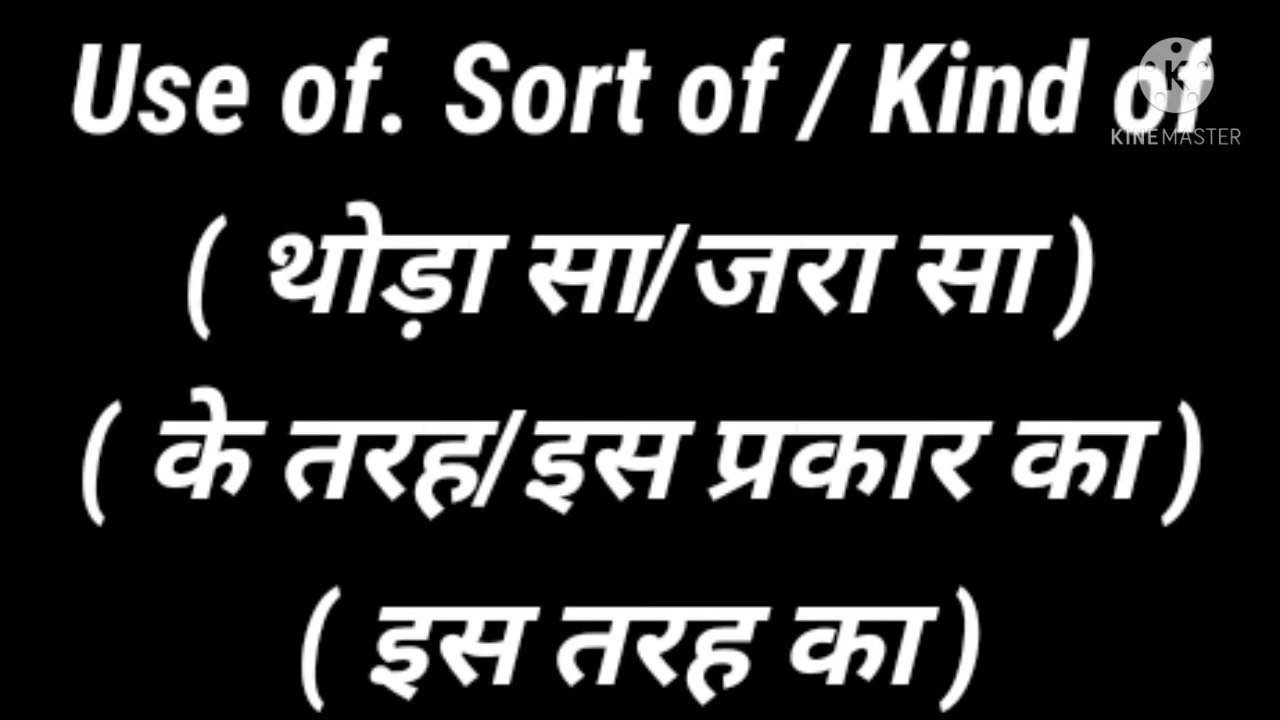 Use of. Sort of / Kind of
KINEMASTER
( थोड़ा सा/जरा सा )
( के तरह/इस प्रकार का )
( इस तरह का )